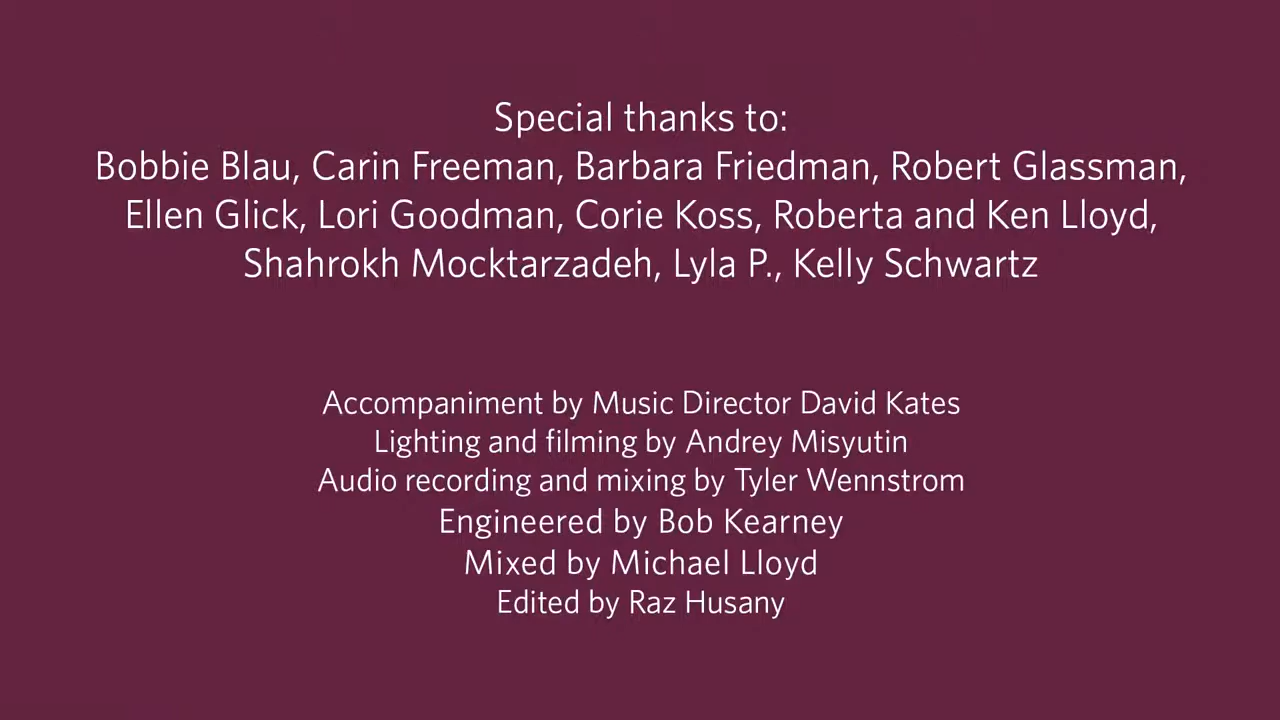 Special thanks to:
Bobbie Blau, Carin Freeman, Barbara Friedman, Robert Glassman,
Ellen Glick, Lori Goodman, Corie Koss, Roberta and Ken Lloyd,
Shahrokh Mocktarzadeh, Lyla P., Kelly Schwartz
Accompaniment by Music Director David Kates
Lighting and filming by Andrey Misyutin
Audio recording and mixing by Tyler Wennstrom
Engineered by Bob Kearney
Mixed by Michael Lloyd
Edited by Raz Husany